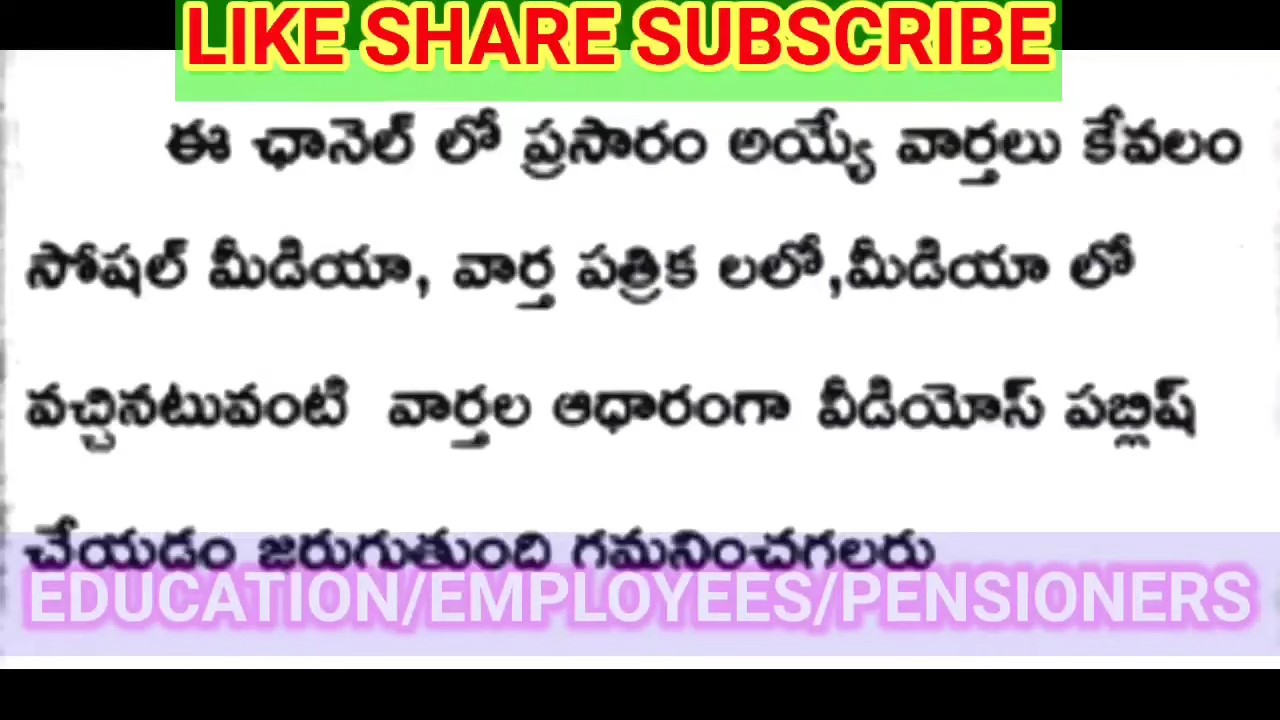 LIKE SHARE SUBSCRIBE
ఈ ఛానెల్ లో ప్రసారం అయ్యే వార్తలు కేవలం
సోషల్ మీడియా, వార్త పత్రిక లలో,మీడియా లో
వచ్చినటువంటి వార్తల ఆధారంగా వీడియోస్ పబ్లిష్
చేయడం జరుగుతుంది గమనించగలరు
EDUCATION/EMPLOYEES/PENSIONERS